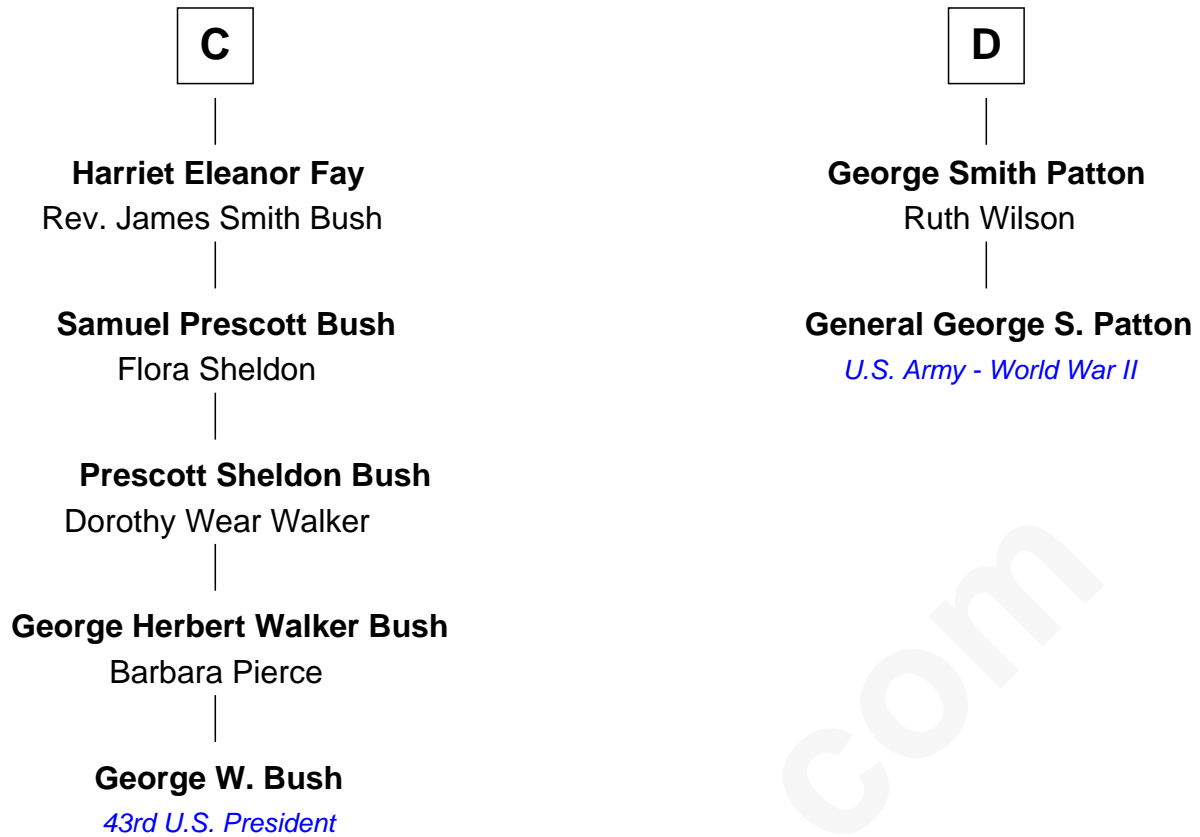 C
Harriet Eleanor Fay
Rev. James Smith Bush
Samuel Prescott Bush
Flora Sheldon
Prescott Sheldon Bush
Dorothy Wear Walker
George Herbert Walker Bush
Barbara Pierce
George W. Bush
43rd U.S. President
D
George Smith Patton
Ruth Wilson
General George S. Patton
U.S. Army - World War II
com